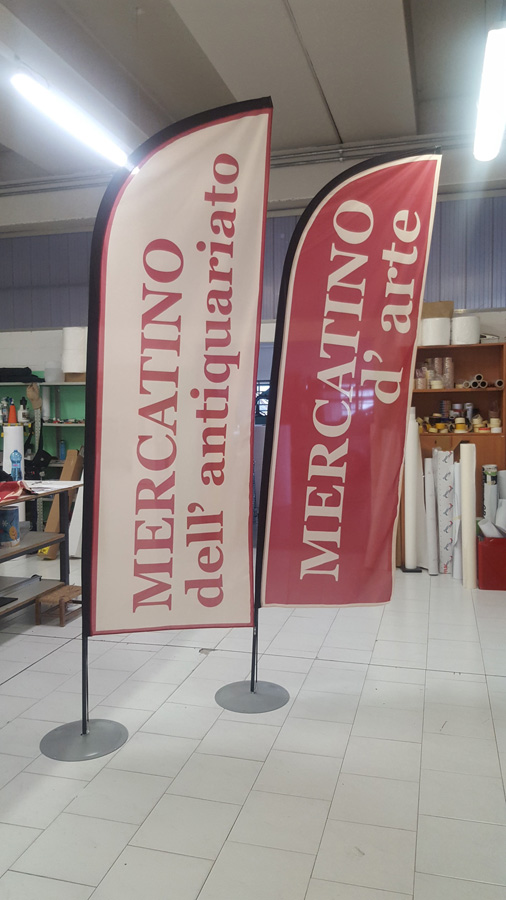 MERCATINO
dell' antiquariato
MERCATINO
d' arte